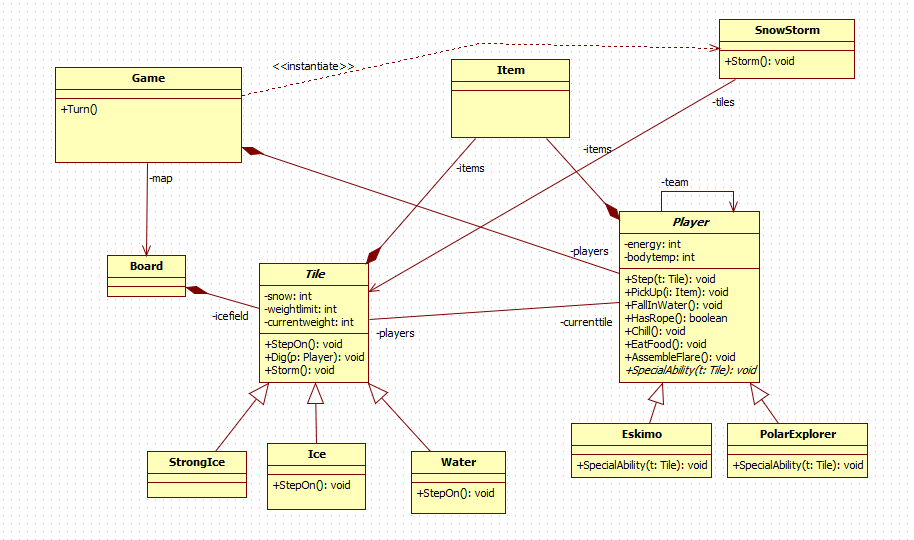 SnowStorm
+Storm(): void
<<instantiate>>
Game
+Turn()
Item
-tiles
-items
-items
-map
-team
Player
-energy: int
-bodytemp: int
+Step(t: Tile): void
+PickUp(i: Item): void
+FallInWater(): void
+HasRope(): boolean
+Chill(): void
+EatFood(): void
+AssembleFlare(): void
+SpecialAbility(t: Tile): void
-players
Board
-icefield
Tile
-snow: int
-weightlimit: int
-currentweight: int
+StepOn(): void
+Dig(p: Player): void
+Storm(): void
-players
-currenttile
StrongIce
Ice
+StepOn(): void
Water
+StepOn(): void
Eskimo
+SpecialAbility(t: Tile): void
PolarExplorer
+SpecialAbility(t: Tile): void